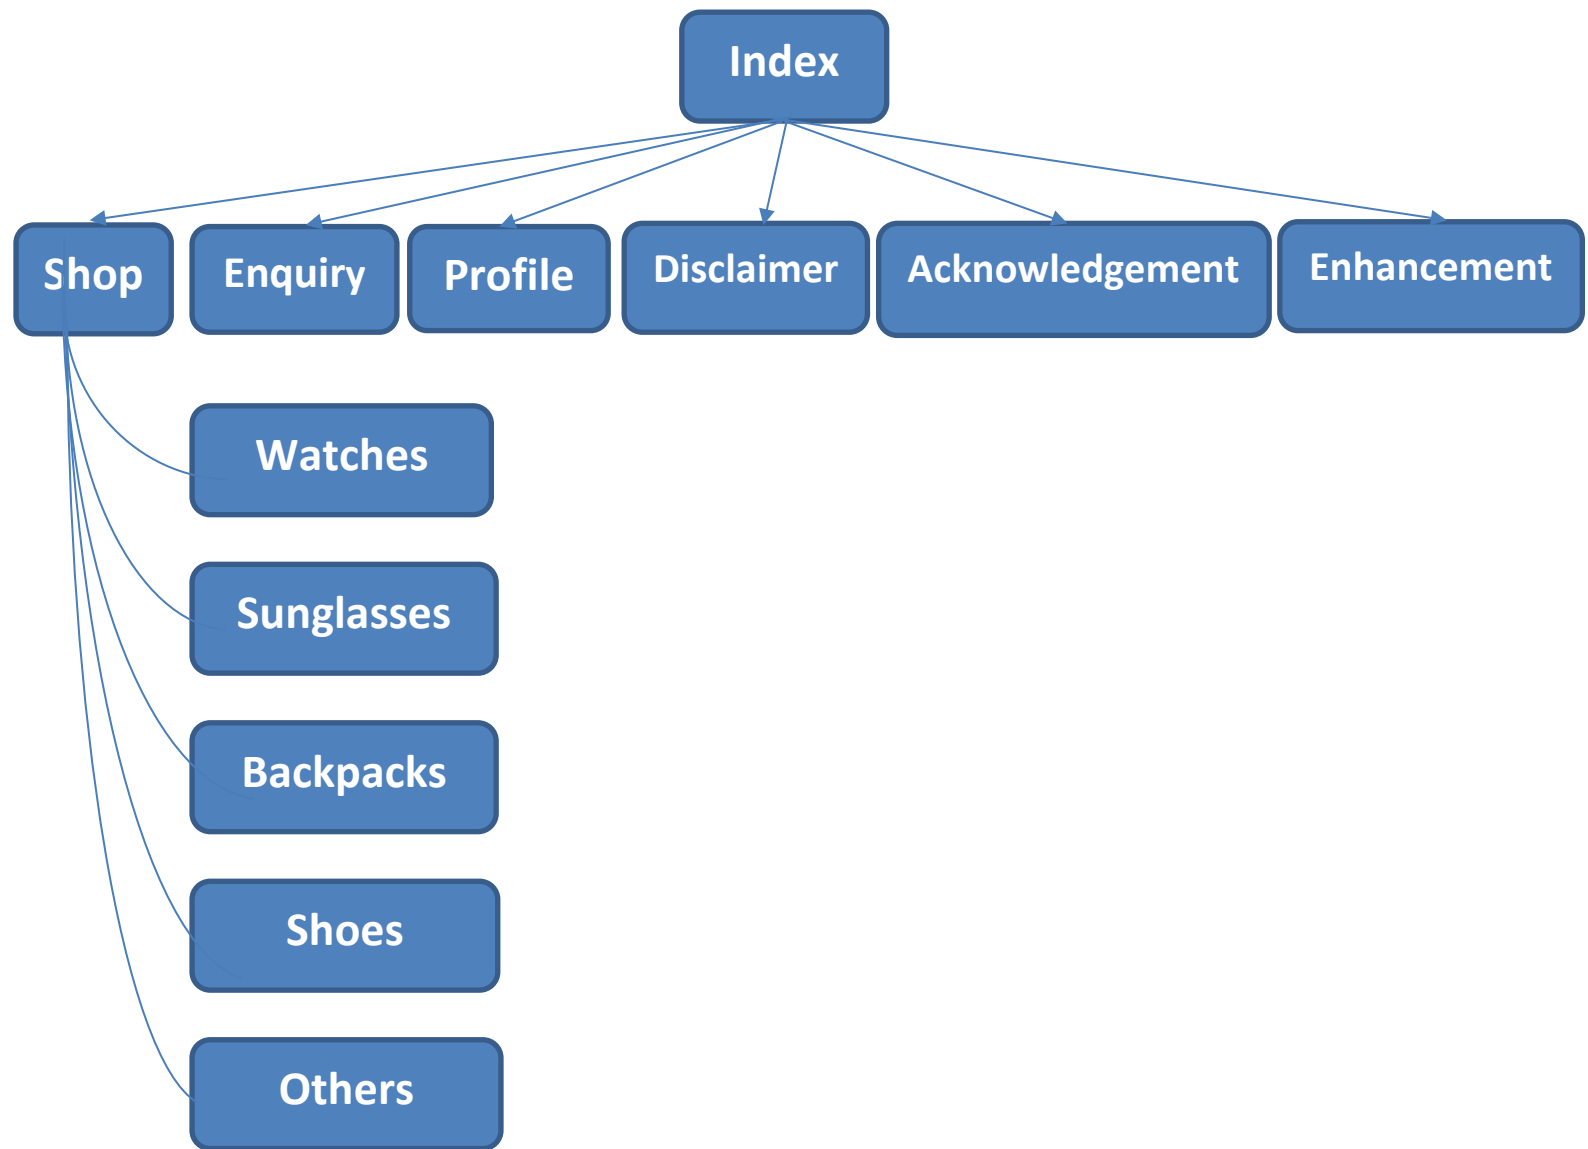 Index
Shop
Enquiry
Profile
Disclaimer
Acknowledgement
Enhancement
Watches
Sunglasses
Backpacks
Shoes
Others